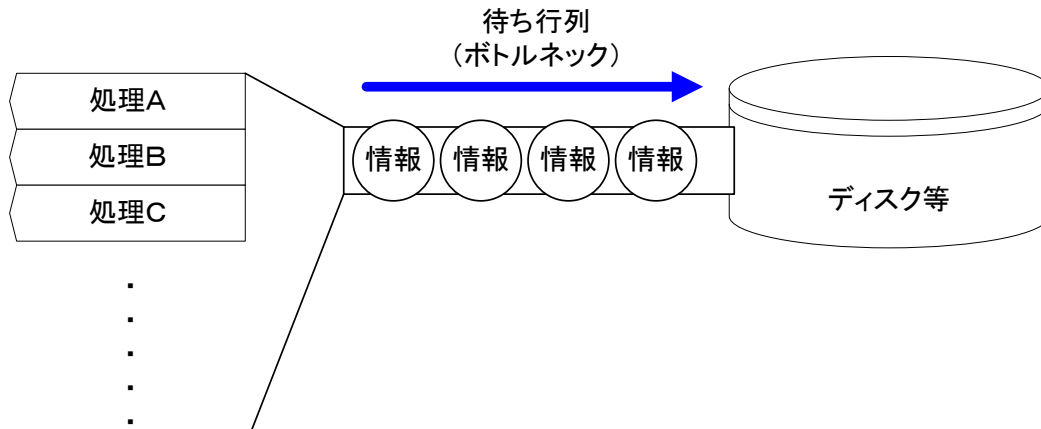 待ち行列
（ボトルネック）
処理A
処理B
処理C
情報 情報 情報 情報
ディスク等
・
・
・
・
・